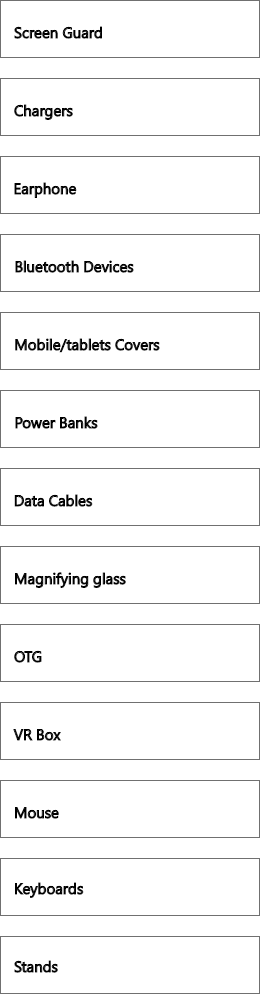 Screen Guard
Chargers
Earphone
Bluetooth Devices
Mobile/tablets Covers
Power Banks
Data Cables
Magnifying glass
OTG
VR Box
Mouse
Keyboards
Stands